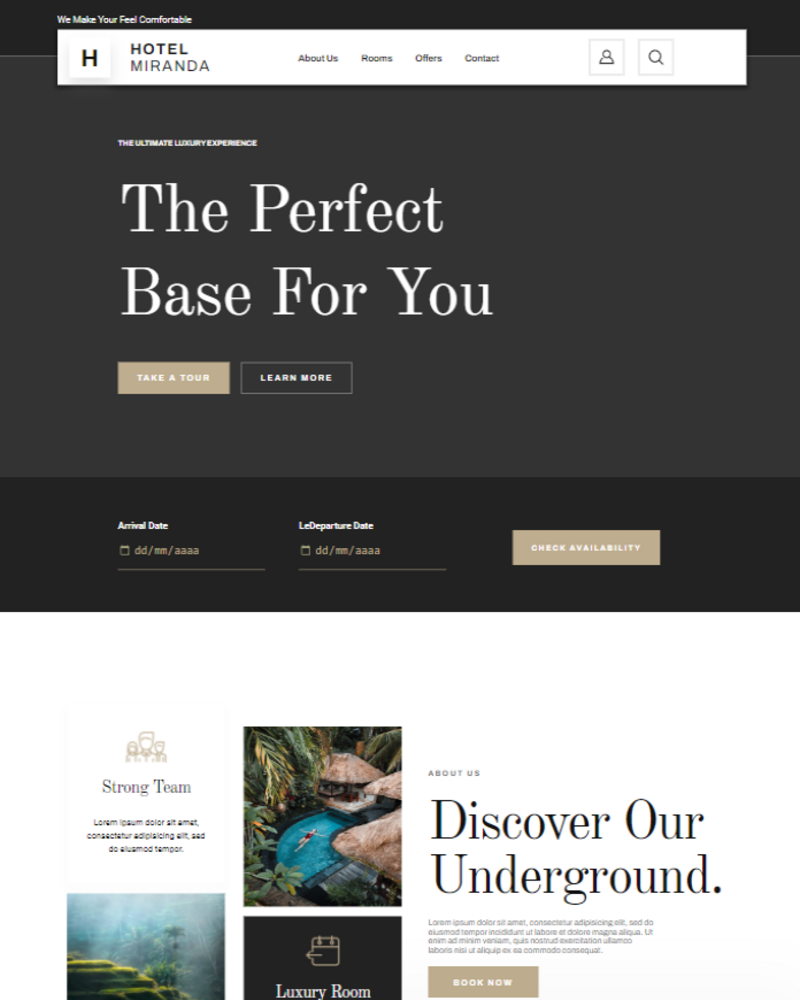 We Make Your Feel Comfortable
H
HOTEL
MIRANDA
About Us
Rooms
Offers
Contact
THE ULTIMATE LUXURY EXPERIENCE
The Perfect
Base For You
TAKE A TOUR
LEARN MORE
Arrival Date
dd/mm/aaaa
LeDeparture Date
dd/mm/aaaa
CHECK AVAILABILITY
Strong Team
Lorem ipsum dolor sit amet,
consectetur adipisicing elit, sed
do eiusmod tempor.
Luxury Room
ABOUT US
Discover Our
Underground.
Lorem ipsum dolor sit amet, consectetur adipisicing elit, sed do
eiusmod tempor incididunt ut labore et dolore magna aliqua. Ut
enim ad minim veniam, quis nostrud exercitation ullamco
laboris nisi ut aliquip ex ea commodo consequat.
BOOK NOW